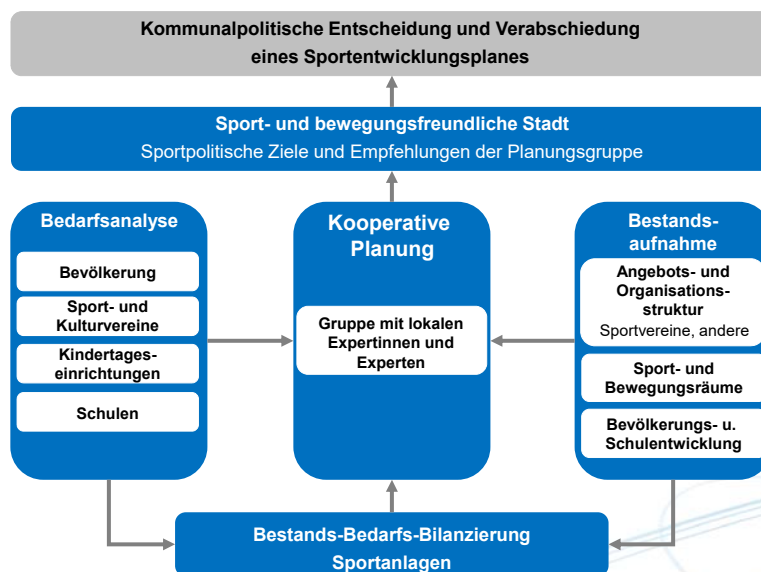 Kommunalpolitische Entscheidung und Verabschiedung
eines Sportentwicklungsplanes
Sport- und bewegungsfreundliche Stadt
Sportpolitische Ziele und Empfehlungen der Planungsgruppe
Bedarfsanalyse
Bevölkerung
Sport- und
Kulturvereine
Kindertages-
einrichtungen
Schulen
Kooperative
Planung
Gruppe mit lokalen
Expertinnen und
Experten
Bestands-
aufnahme
Angebots- und
Organisations-
struktur
Sportvereine, andere
Sport- und
Bewegungsräume
Bevölkerungs- u.
Schulentwicklung
Bestands-Bedarfs-Bilanzierung
Sportanlagen